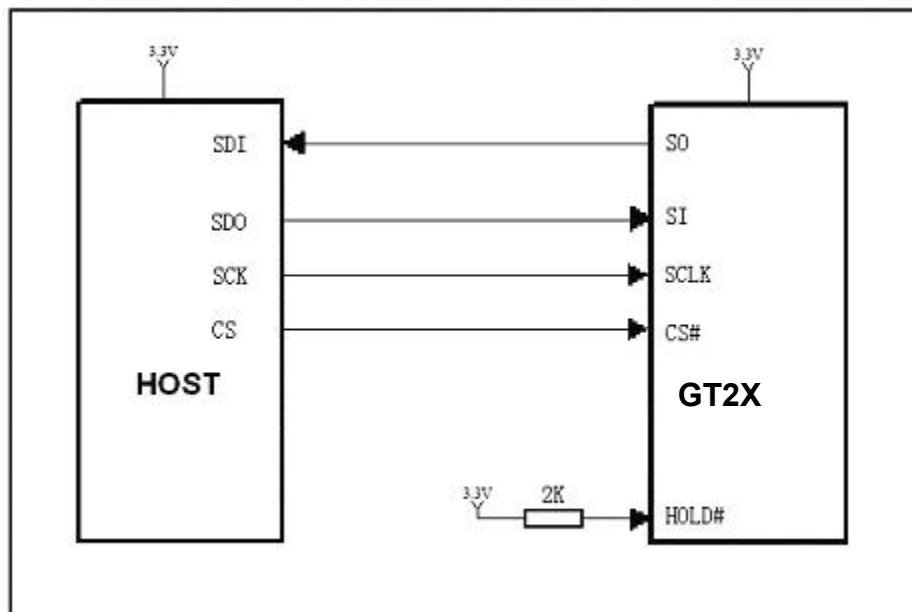 3.3V
3.3V
SDI
SO
SDO
SI
SCK
SCLK
CS
CS#
HOST
GT2X
3.3V
2K
HOLD#